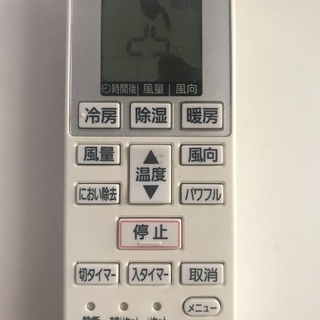 ℃
時間後 風量 風向
冷房 除湿 暖房
風量 風向
温度
におい除去 パワフル
停止
切タイマー 入タイマー 取消
メニュー